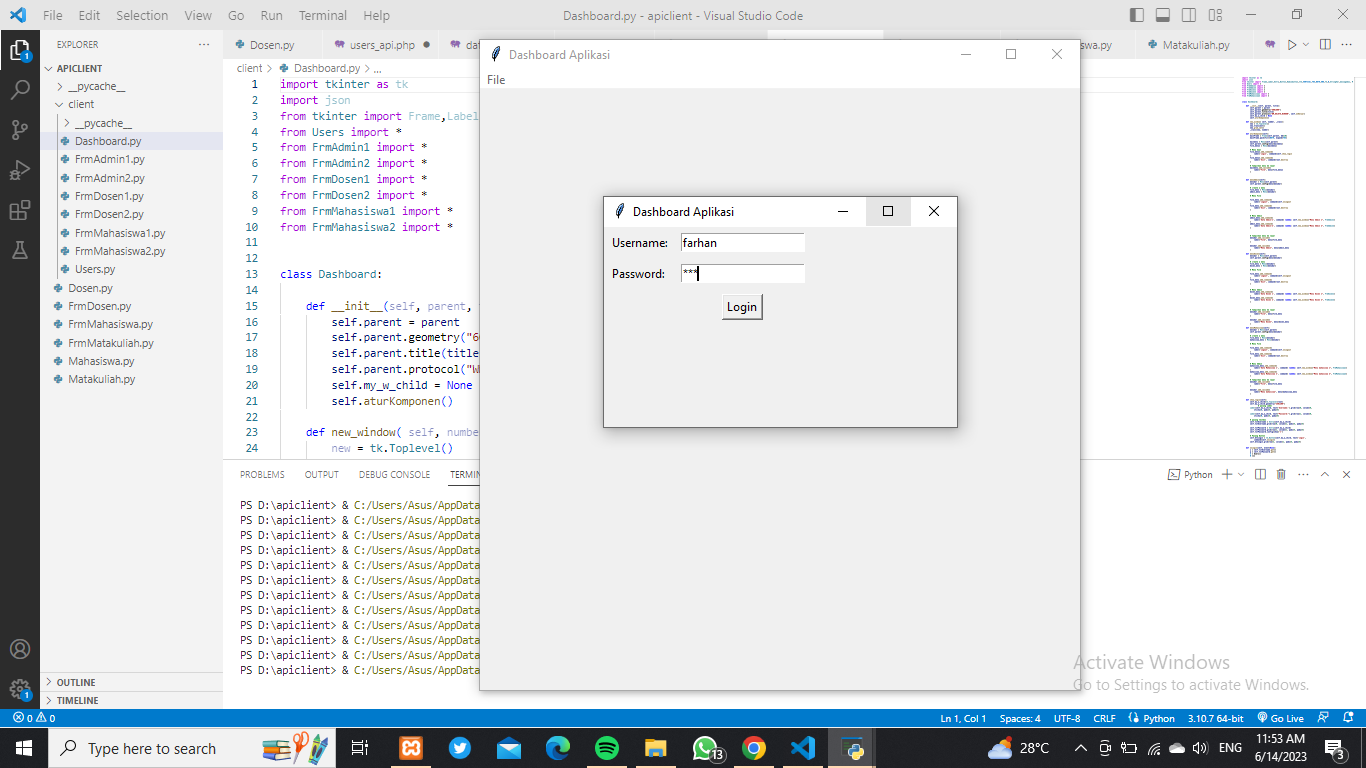 File Edit Selection View Go Run Terminal Help
Dashboard.py - apiclient - Visual Studio Code
EXPLORER
APICLIENT
__pycache__
client
__pycache__
Dashboard.py
FrmAdmin1.py
FrmAdmin2.py
FrmDosen1.py
FrmDosen2.py
FrmMahasiswa1.py
FrmMahasiswa2.py
Users.py
Dosen.py
FrmDosen.py
FrmMahasiswa.py
FrmMatakuliah.py
Mahasiswa.py
Matakuliah.py
OUTLINE
TIMELINE
Dosen.py users_api.php Matakuliah.py
client > Dashboard.py > ...
1 import tkinter as tk
2 import json
3 from tkinter import Frame,Label
4 from Users import *
5 from FrmAdmin1 import *
6 from FrmAdmin2 import *
7 from FrmDosen1 import *
8 from FrmDosen2 import *
9 from FrmMahasiswa1 import *
10 from FrmMahasiswa2 import *
11
12
13 class Dashboard:
14
15 def __init__(self, parent,
16 self.parent = parent
17 self.parent.geometry("6
18 self.parent.title(title
19 self.parent.protocol("W
20 self.my_w_child = None
21 self.aturKomponen()
22
23 def new_window( self, numbe
24 new = tk.Toplevel()
Dashboard Aplikasi
File
Dashboard Aplikasi
Username: farhan
Password: ***
Login
PROBLEMS OUTPUT DEBUG CONSOLE
Python
PS D:\apiclient> & C:/Users/Asus/AppData
PS D:\apiclient> & C:/Users/Asus/AppData
PS D:\apiclient> & C:/Users/Asus/AppData
PS D:\apiclient> & C:/Users/Asus/AppData
PS D:\apiclient> & C:/Users/Asus/AppData
PS D:\apiclient> & C:/Users/Asus/AppData
PS D:\apiclient> & C:/Users/Asus/AppData
PS D:\apiclient> & C:/Users/Asus/AppData
PS D:\apiclient> & C:/Users/Asus/AppData
PS D:\apiclient> & C:/Users/Asus/AppData
PS D:\apiclient> & C:/Users/Asus/AppData
PS D:\apiclient> & C:/Users/Asus/AppData
Activate Windows
Go to Settings to activate Windows.
0 0
Ln 1, Col 1 Spaces: 4 UTF-8 CRLF Python 3.10.7 64-bit Go Live
Type here to search
13
28°C
ENG
11:53 AM
6/14/2023
3